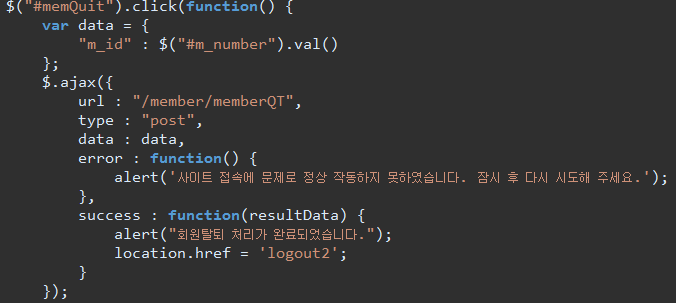 $("#memQuit").click(function() {
    var data = {
        "m_id" : $("#m_number").val()
    };
    $.ajax({
        url : "/member/memberQT",
        type : "post",
        data : data,
        error : function() {
            alert('사이트 접속에 문제로 정상 작동하지 못하였습니다. 잠시 후 다시 시도해 주세요.');
        },
        success : function(resultData) {
            alert("회원탈퇴 처리가 완료되었습니다.");
            location.href = 'logout2';
        }
    });